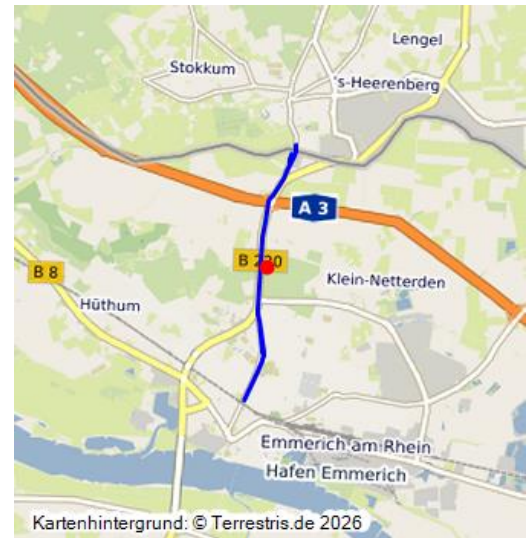 Lengel
Stokkum
's-Heerenberg
A 3
B 220
B 8
Klein-Netterden
Hüthum
Emmerich am Rhein
Hafen Emmerich
Kartenhintergrund: © Terrestris.de 2026